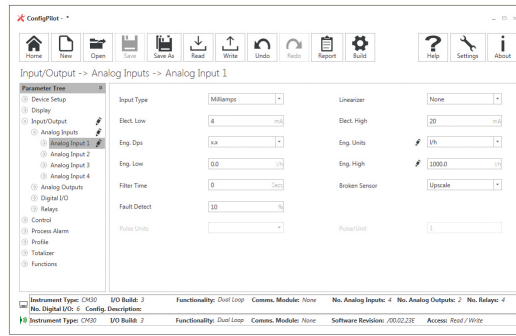 ConfigPilot - *
Home New Open Save Save As Read Write Undo Redo Report Build Help Settings About
Input/Output -> Analog Inputs -> Analog Input 1
Parameter Tree
Device Setup
Display
Input/Output
Analog Inputs
Analog Input 1
Analog Input 2
Analog Input 3
Analog Input 4
Analog Outputs
Digital I/O
Relays
Control
Process Alarm
Profile
Totalizer
Functions
Input Type Milliamps Linearizer None
Elect. Low 4 mA Elect. High 20 mA
Eng. Dps x.x Eng. Units l/h
Eng. Low 0.0 l/h Eng. High 1000.0 l/h
Filter Time 0 Secs Broken Sensor Upscale
Fault Detect 10 %
Pulse Units Pulse/Unit 1
Instrument Type: CM30 I/O Build: 3 Functionality: Dual Loop Comms. Module: None No. Analog Inputs: 4 No. Analog Outputs: 2 No. Relays: 4
No. Digital I/O: 6 Config. Description:
Instrument Type: CM30 I/O Build: 3 Functionality: Dual Loop Comms. Module: None Software Revision: /00.02.23E Access: Read / Write